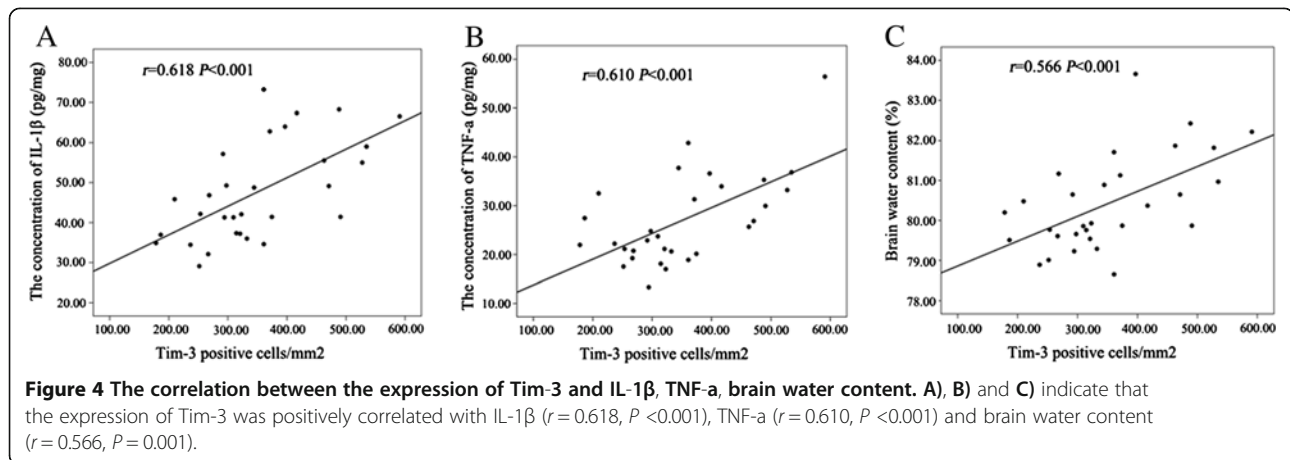 A
B
C
r=0.618 P<0.001
r=0.610 P<0.001
r=0.566 P<0.001
The concentration of IL-1β (pg/mg)
80.00
70.00
60.00
50.00
40.00
30.00
20.00
100.00 200.00 300.00 400.00 500.00 600.00
Tim-3 positive cells/mm2
The concentration of TNF-a (pg/mg)
60.00
50.00
40.00
30.00
20.00
10.00
100.00 200.00 300.00 400.00 500.00 600.00
Tim-3 positive cells/mm2
Brain water content (%)
84.00
83.00
82.00
81.00
80.00
79.00
78.00
100.00 200.00 300.00 400.00 500.00 600.00
Tim-3 positive cells/mm2
Figure 4 The correlation between the expression of Tim-3 and IL-1β, TNF-a, brain water content. A), B) and C) indicate that
the expression of Tim-3 was positively correlated with IL-1β (r = 0.618, P <0.001), TNF-a (r = 0.610, P <0.001) and brain water content
(r = 0.566, P = 0.001).